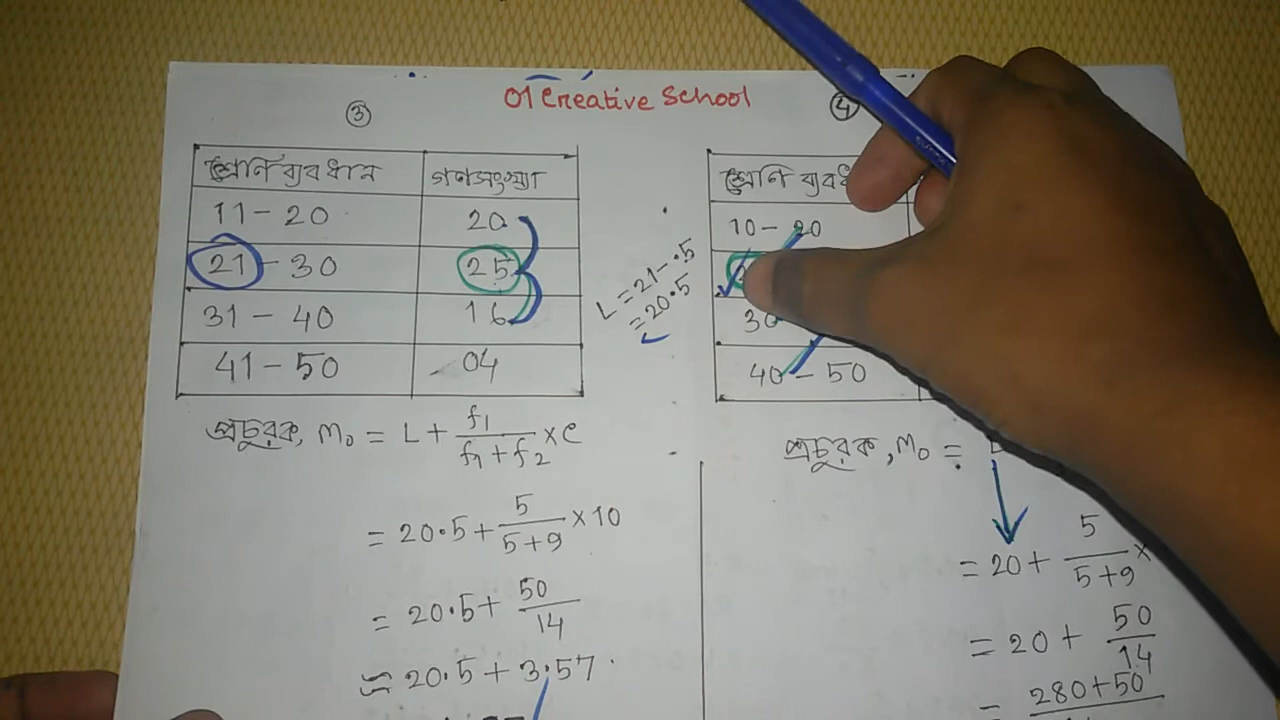 01 Creative School
③
শ্রেণি ব্যবধান গণসংখ্যা
11 - 20 20
21 - 30 25
31 - 40 16
41 - 50 04
L = 21 - .5
= 20.5
প্রচুরক, M₀ = L + f₁/(f₁ + f₂) × c
= 20.5 + 5/(5+9) × 10
= 20.5 + 50/14
≈ 20.5 + 3.57
④
শ্রেণি
10 - 20
30
40 - 50
প্রচুরক, M₀ =
= 20 + 5/(5+9) ×
= 20 + 50/14
= 280+50